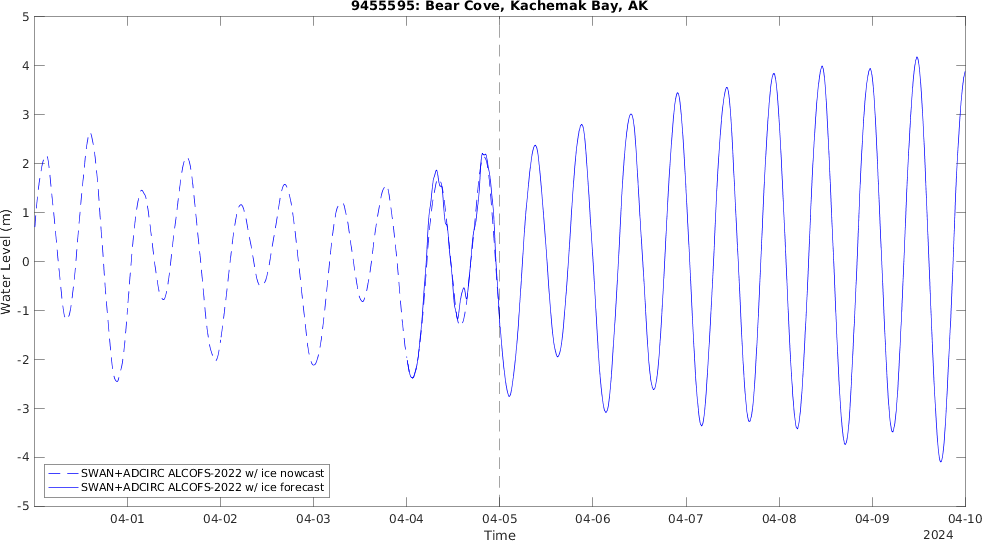 9455595: Bear Cove, Kachemak Bay, AK
5
4
3
2
1
0
-1
-2
-3
-4
-5
Water Level (m)
SWAN+ADCIRC ALCOFS-2022 w/ ice nowcast
SWAN+ADCIRC ALCOFS-2022 w/ ice forecast
04-01 04-02 04-03 04-04 04-05 04-06 04-07 04-08 04-09 04-10
Time
2024